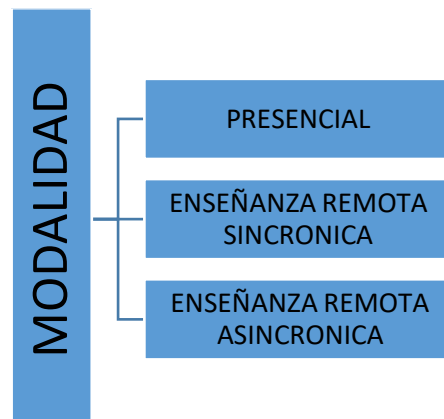 MODALIDAD
PRESENCIAL
ENSEÑANZA REMOTA
SINCRONICA
ENSEÑANZA REMOTA
ASINCRONICA